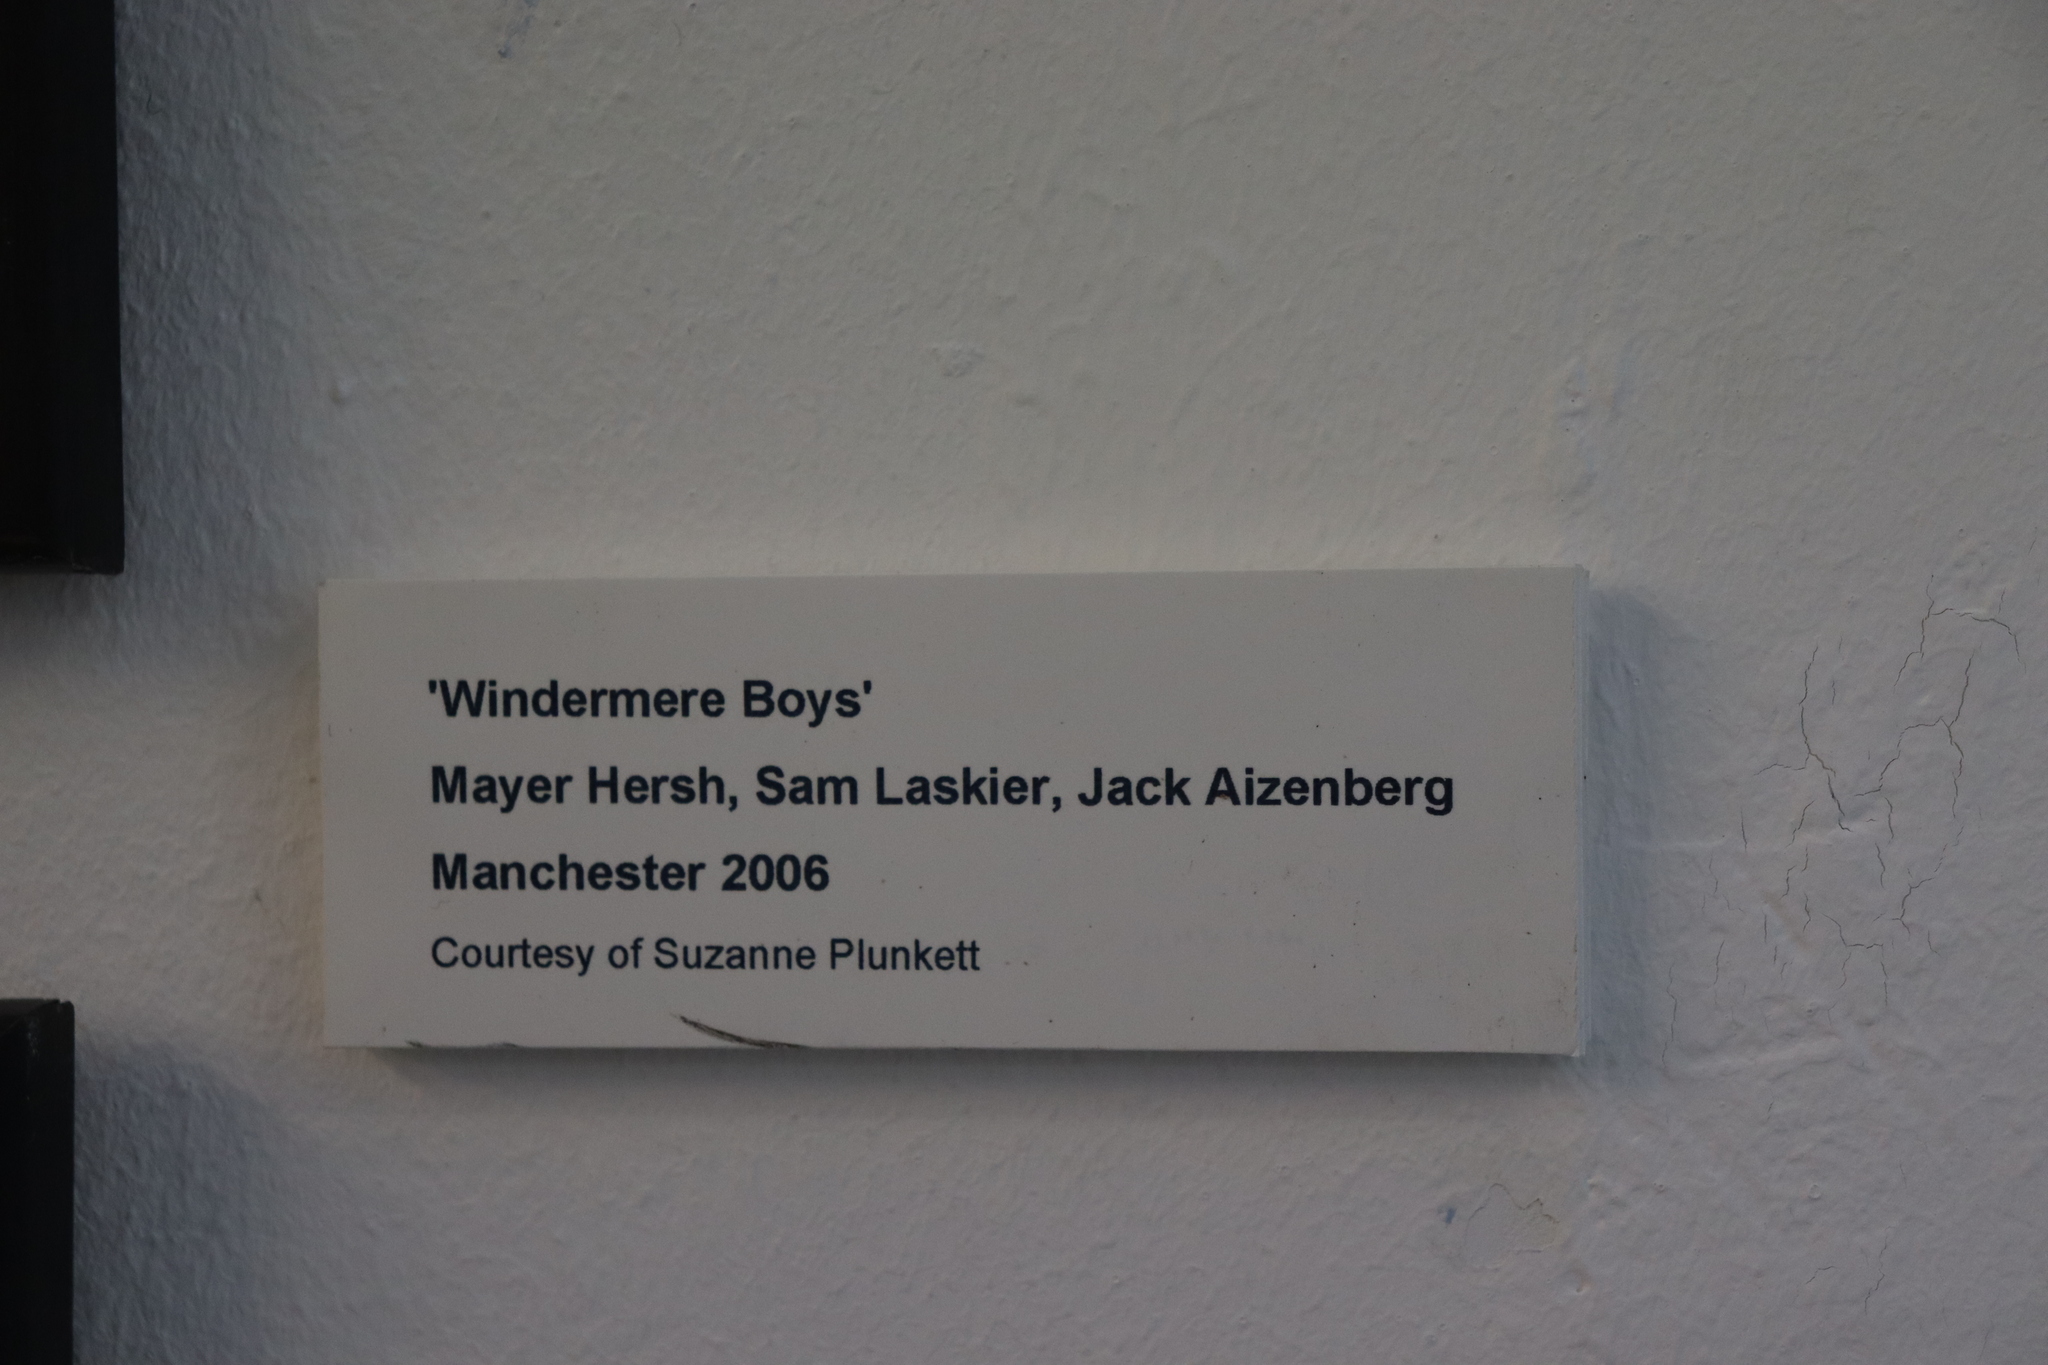 'Windermere Boys'
Mayer Hersh, Sam Laskier, Jack Aizenberg
Manchester 2006
Courtesy of Suzanne Plunkett